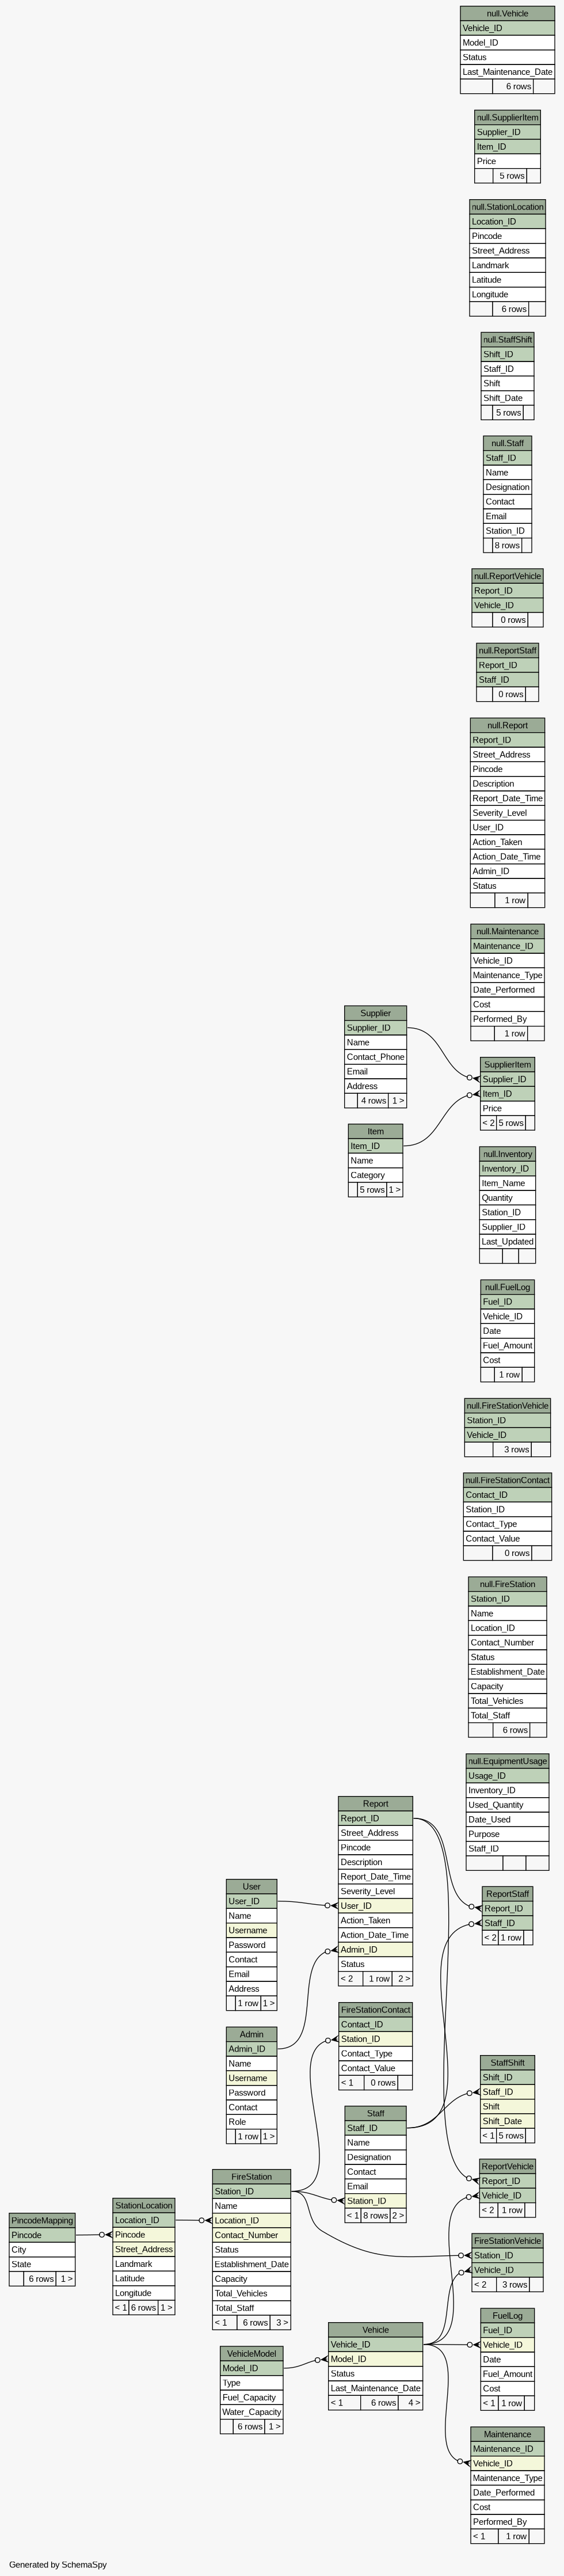 null.Vehicle
Vehicle_ID
Model_ID
Status
Last_Maintenance_Date
6 rows
null.SupplierItem
Supplier_ID
Item_ID
Price
5 rows
null.StationLocation
Location_ID
Pincode
Street_Address
Landmark
Latitude
Longitude
6 rows
null.StaffShift
Shift_ID
Staff_ID
Shift
Shift_Date
5 rows
null.Staff
Staff_ID
Name
Designation
Contact
Email
Station_ID
8 rows
null.ReportVehicle
Report_ID
Vehicle_ID
0 rows
null.ReportStaff
Report_ID
Staff_ID
0 rows
null.Report
Report_ID
Street_Address
Pincode
Description
Report_Date_Time
Severity_Level
User_ID
Action_Taken
Action_Date_Time
Admin_ID
Status
1 row
null.Maintenance
Maintenance_ID
Vehicle_ID
Maintenance_Type
Date_Performed
Cost
Performed_By
1 row
Supplier
Supplier_ID
Name
Contact_Phone
Email
Address
4 rows 1 >
SupplierItem
Supplier_ID
Item_ID
Price
< 2 5 rows
Item
Item_ID
Name
Category
5 rows 1 >
null.Inventory
Inventory_ID
Item_Name
Quantity
Station_ID
Supplier_ID
Last_Updated
null.FuelLog
Fuel_ID
Vehicle_ID
Date
Fuel_Amount
Cost
1 row
null.FireStationVehicle
Station_ID
Vehicle_ID
3 rows
null.FireStationContact
Contact_ID
Station_ID
Contact_Type
Contact_Value
0 rows
null.FireStation
Station_ID
Name
Location_ID
Contact_Number
Status
Establishment_Date
Capacity
Total_Vehicles
Total_Staff
6 rows
null.EquipmentUsage
Usage_ID
Inventory_ID
Used_Quantity
Date_Used
Purpose
Staff_ID
Report
Report_ID
Street_Address
Pincode
Description
Report_Date_Time
Severity_Level
User_ID
Action_Taken
Action_Date_Time
Admin_ID
Status
< 2 1 row 2 >
User
User_ID
Name
Username
Password
Contact
Email
Address
1 row 1 >
ReportStaff
Report_ID
Staff_ID
< 2 1 row
FireStationContact
Contact_ID
Station_ID
Contact_Type
Contact_Value
< 1 0 rows
Admin
Admin_ID
Name
Username
Password
Contact
Role
1 row 1 >
StaffShift
Shift_ID
Staff_ID
Shift
Shift_Date
< 1 5 rows
Staff
Staff_ID
Name
Designation
Contact
Email
Station_ID
< 1 8 rows 2 >
ReportVehicle
Report_ID
Vehicle_ID
< 2 1 row
FireStation
Station_ID
Name
Location_ID
Contact_Number
Status
Establishment_Date
Capacity
Total_Vehicles
Total_Staff
< 1 6 rows 3 >
StationLocation
Location_ID
Pincode
Street_Address
Landmark
Latitude
Longitude
< 1 6 rows 1 >
PincodeMapping
Pincode
City
State
6 rows 1 >
FireStationVehicle
Station_ID
Vehicle_ID
< 2 3 rows
FuelLog
Fuel_ID
Vehicle_ID
Date
Fuel_Amount
Cost
< 1 1 row
Vehicle
Vehicle_ID
Model_ID
Status
Last_Maintenance_Date
< 1 6 rows 4 >
VehicleModel
Model_ID
Type
Fuel_Capacity
Water_Capacity
6 rows 1 >
Maintenance
Maintenance_ID
Vehicle_ID
Maintenance_Type
Date_Performed
Cost
Performed_By
< 1 1 row
Generated by SchemaSpy